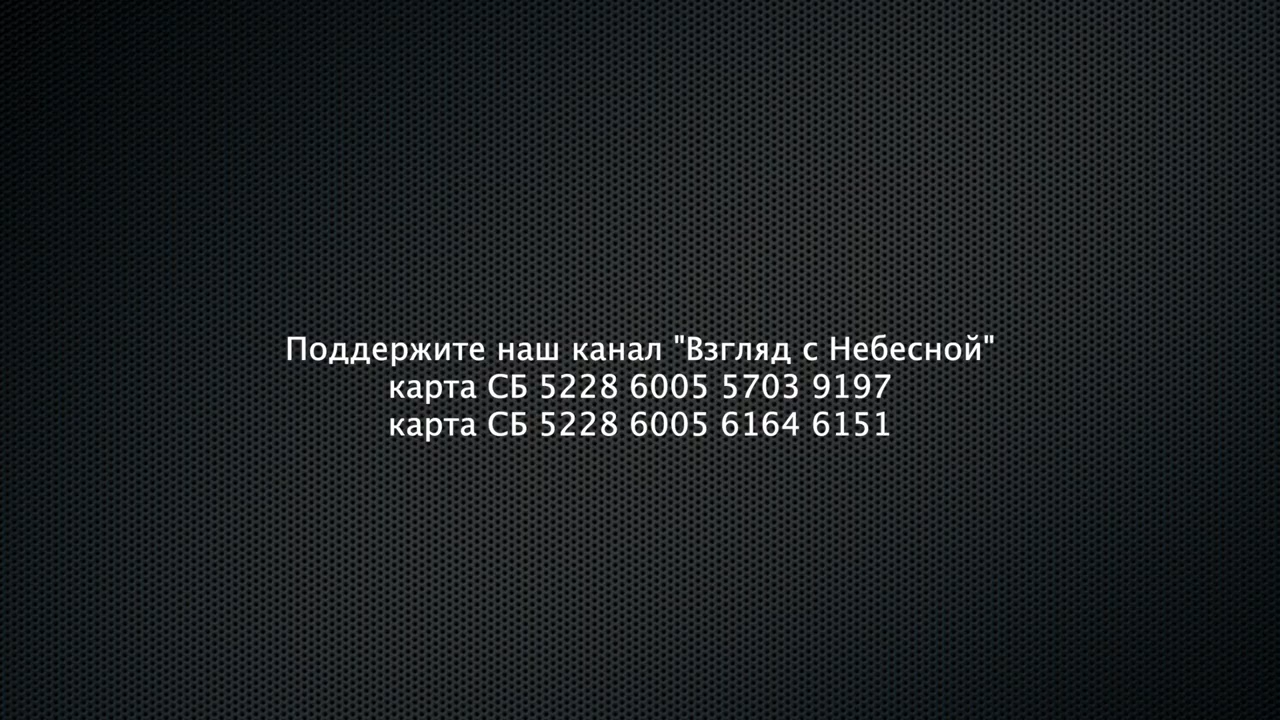 Поддержите наш канал "Взгляд с Небесной"
карта СБ 5228 6005 5703 9197
карта СБ 5228 6005 6164 6151